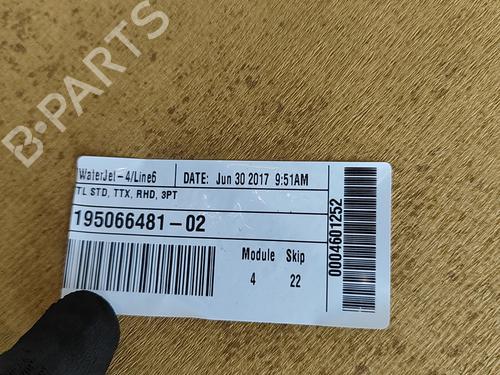 B-PARTS
WaterJet-4/Line6
DATE: Jun 30 2017 9:51AM
TL STD, TTX, RHD, 3PT
195066481-02
Module Skip
4 22
0004601252